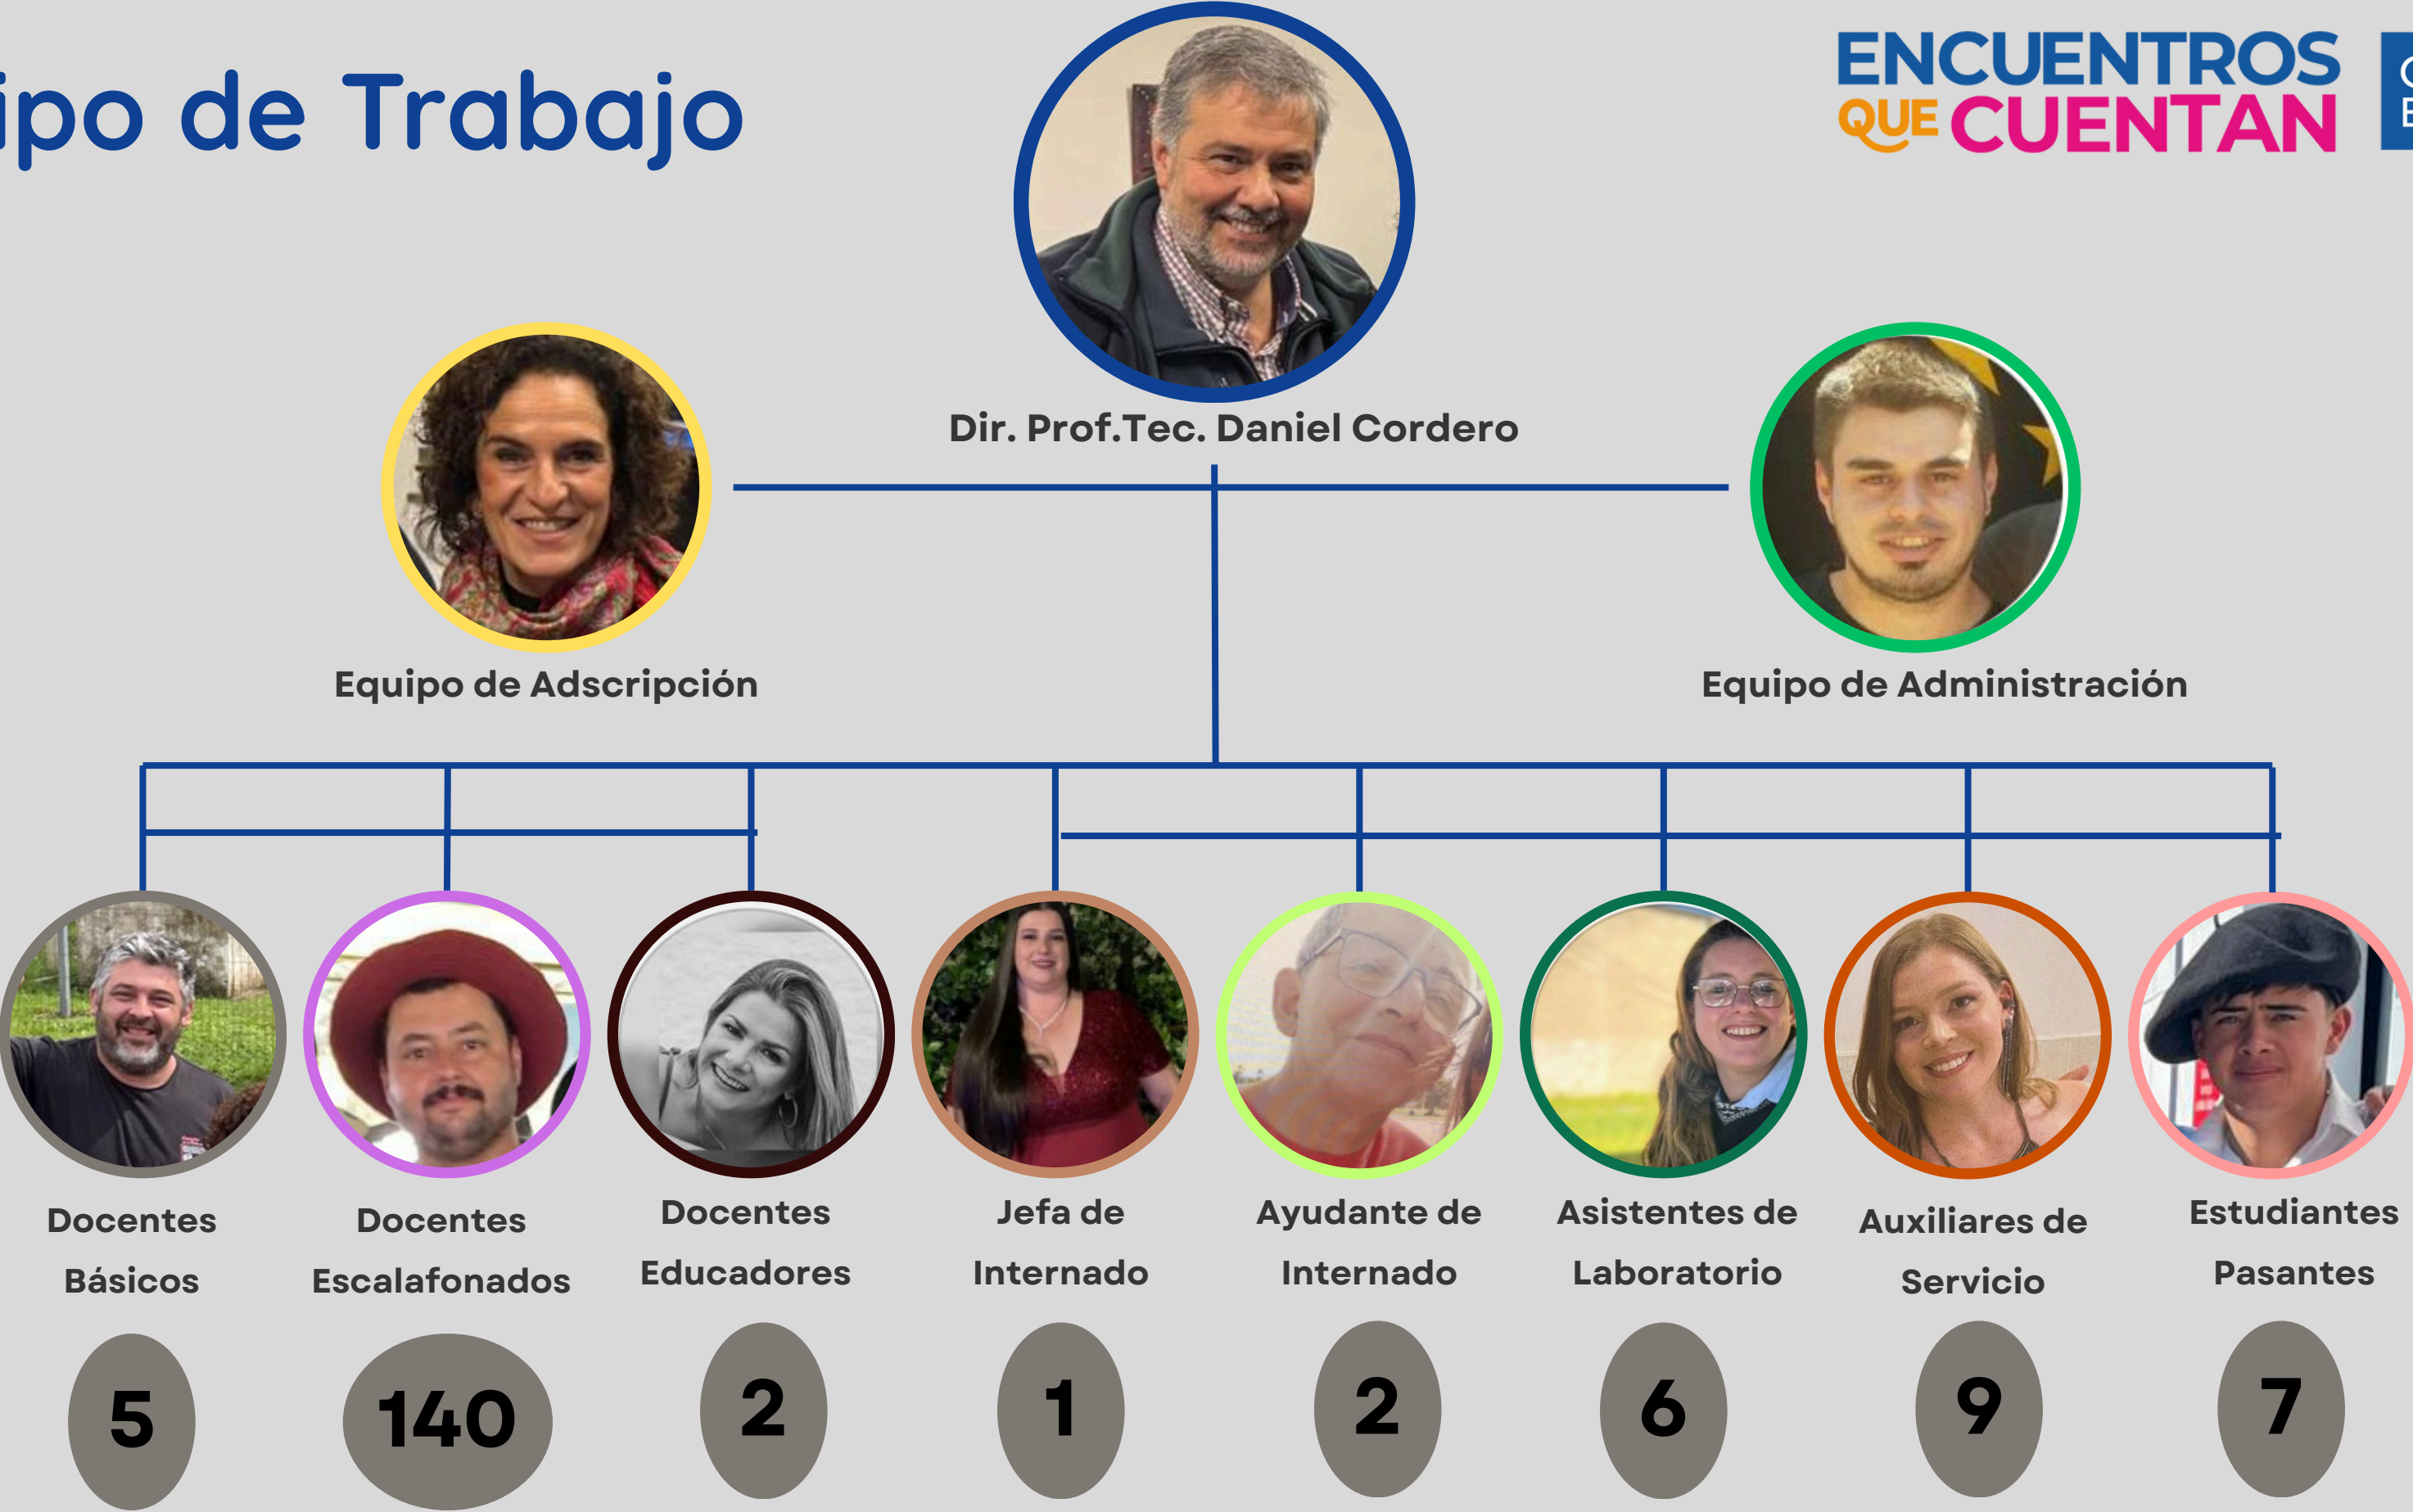 ipo de Trabajo
ENCUENTROS
QUE CUENTAN
Dir. Prof.Tec. Daniel Cordero
Equipo de Adscripción
Equipo de Administración
Docentes
Básicos
Docentes
Escalafonados
Docentes
Educadores
Jefa de
Internado
Ayudante de
Internado
Asistentes de
Laboratorio
Auxiliares de
Servicio
Estudiantes
Pasantes
5
140
2
1
2
6
9
7